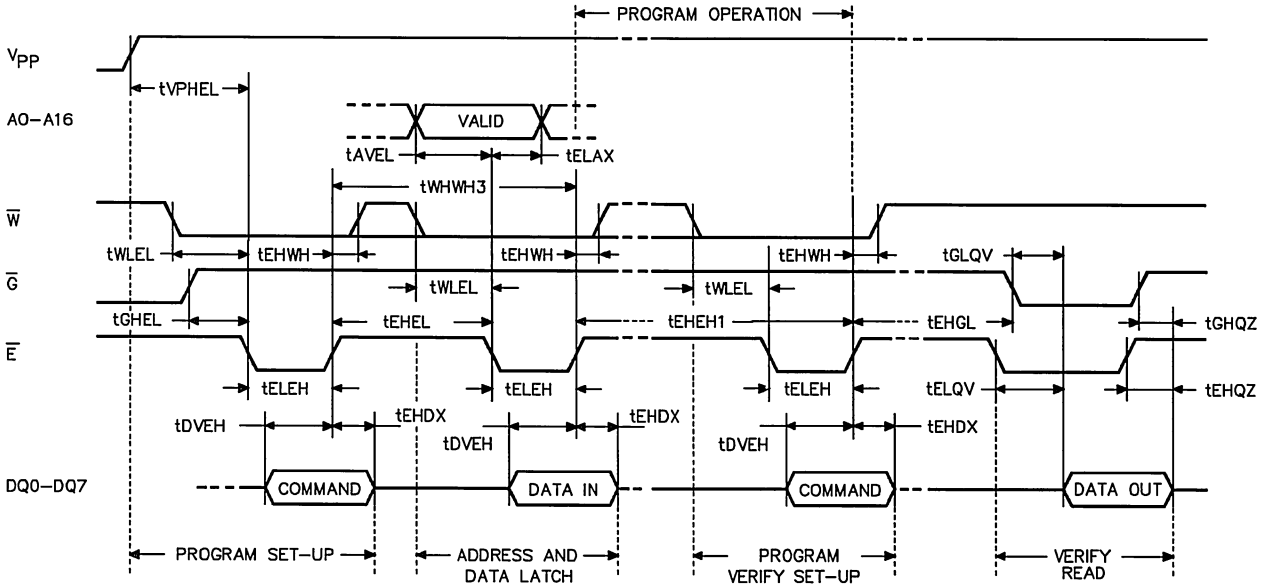 PROGRAM OPERATION
VPP
tVPHEL
A0-A16
VALID
tAVEL
tELAX
tWHWH3
W
tWLEL
tEHWH
tEHWH
tEHWH
tGLQV
G
tWLEL
tWLEL
tGHEL
tEHEL
tEHEH1
tEHGL
tGHQZ
E
tELEH
tELEH
tELEH
tELQV
tEHQZ
tDVEH
tEHDX
tDVEH
tEHDX
tDVEH
tEHDX
DQ0-DQ7
COMMAND
DATA IN
COMMAND
DATA OUT
PROGRAM SET-UP
ADDRESS AND
DATA LATCH
PROGRAM
VERIFY SET-UP
VERIFY
READ